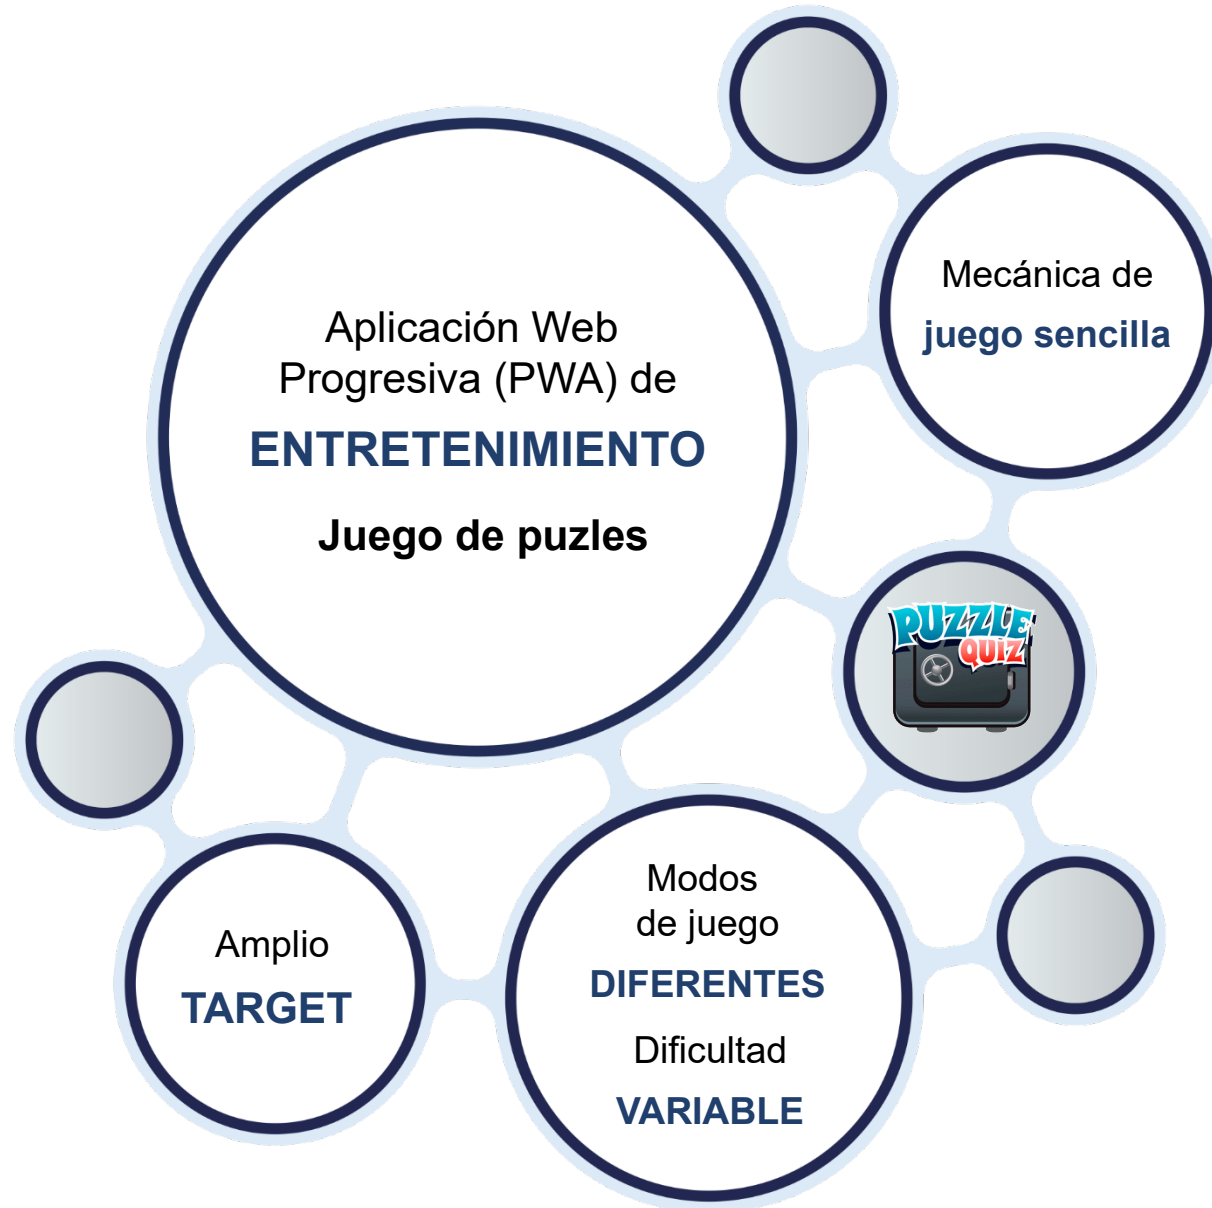 Aplicación Web
Progresiva (PWA) de
ENTRETENIMIENTO
Juego de puzles
Mecánica de
juego sencilla
PUZZLE
QUIZ
Amplio
TARGET
Modos
de juego
DIFERENTES
Dificultad
VARIABLE